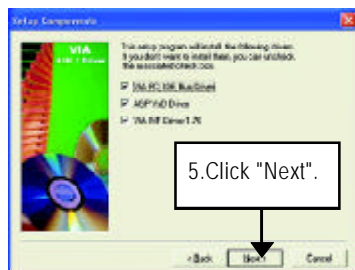 Setup Components
VIA
This setup program will install the following drivers.
If you don't want to install them, you can uncheck
the associated check box.
VIA PCI IDE Bus Driver
AGP VxD Driver
VIA INF Driver 1.70
5.Click "Next".
< Back
Next >
Cancel